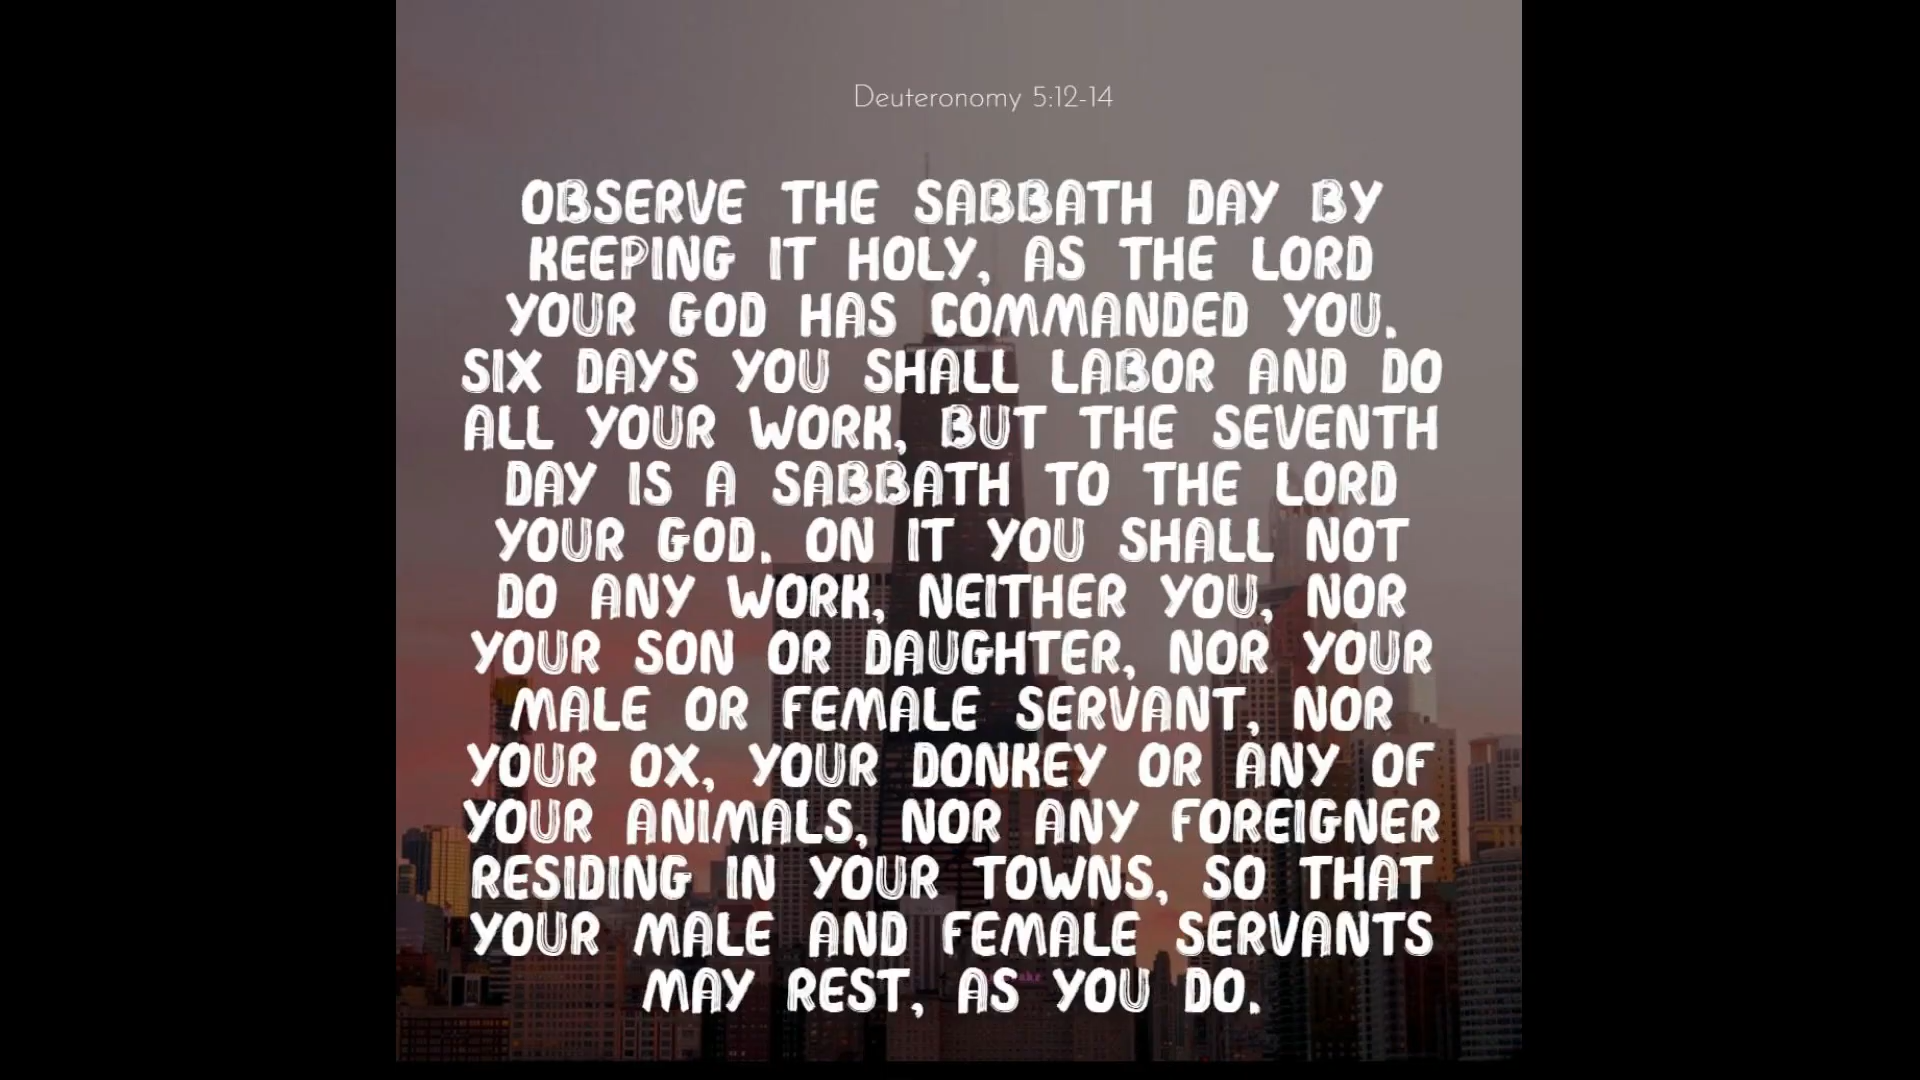 Deuteronomy 5:12-14
OBSERVE THE SABBATH DAY BY
KEEPING IT HOLY, AS THE LORD
YOUR GOD HAS COMMANDED YOU.
SIX DAYS YOU SHALL LABOR AND DO
ALL YOUR WORK, BUT THE SEVENTH
DAY IS A SABBATH TO THE LORD
YOUR GOD. ON IT YOU SHALL NOT
DO ANY WORK, NEITHER YOU, NOR
YOUR SON OR DAUGHTER, NOR YOUR
MALE OR FEMALE SERVANT, NOR
YOUR OX, YOUR DONKEY OR ANY OF
YOUR ANIMALS, NOR ANY FOREIGNER
RESIDING IN YOUR TOWNS, SO THAT
YOUR MALE AND FEMALE SERVANTS
MAY REST, AS YOU DO.